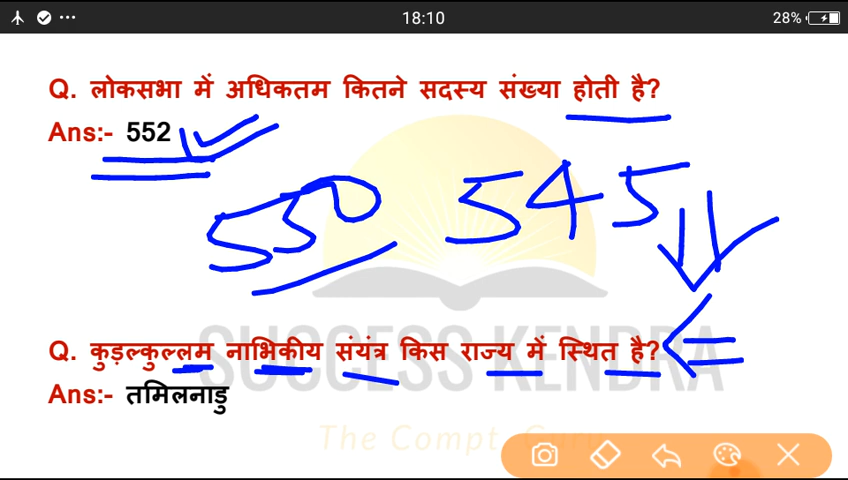 18:10
28%
Q. लोकसभा में अधिकतम कितने सदस्य संख्या होती है?
Ans:- 552
550 545
Q. कुड़ल्कुल्लम नाभिकीय संयंत्र किस राज्य में स्थित है?
SUCCESS KENDRA
Ans:- तमिलनाडु
The Compt. Guru